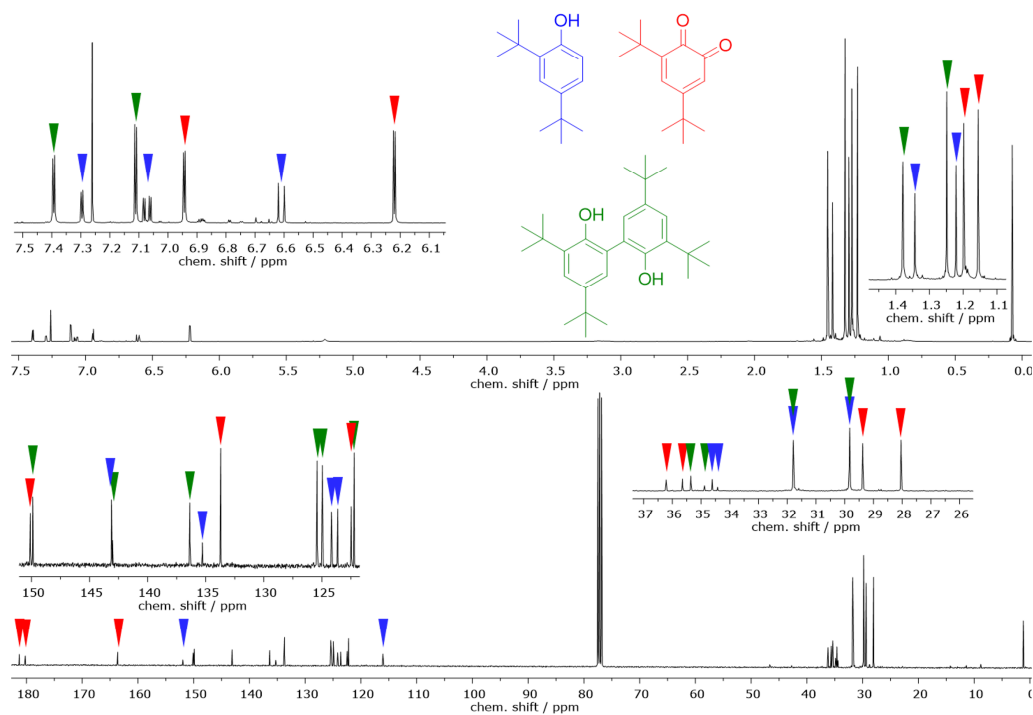 OH
O
O
OH
OH
7.5 7.4 7.3 7.2 7.1 7.0 6.9 6.8 6.7 6.6 6.5 6.4 6.3 6.2 6.1
chem. shift / ppm
1.4 1.3 1.2 1.1
chem. shift / ppm
7.5 7.0 6.5 6.0 5.5 5.0 4.5 4.0 3.5 3.0 2.5 2.0 1.5 1.0 0.5 0.0
chem. shift / ppm
37 36 35 34 33 32 31 30 29 28 27 26
chem. shift / ppm
150 145 140 135 130 125
chem. shift / ppm
180 170 160 150 140 130 120 110 100 90 80 70 60 50 40 30 20 10 0
chem. shift / ppm